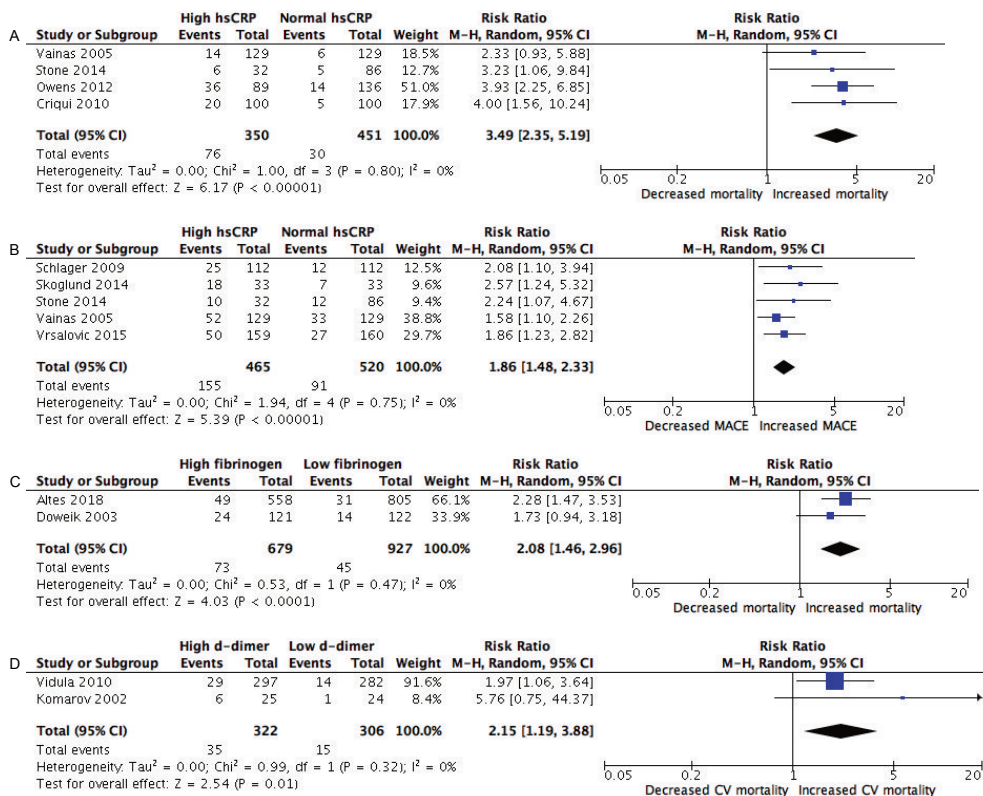 A
High hsCRP Normal hsCRP Risk Ratio Risk Ratio
Study or Subgroup Events Total Events Total Weight M-H, Random, 95% CI M-H, Random, 95% CI
Vainas 2005 14 129 6 129 18.5% 2.33 [0.93, 5.88]
Stone 2014 6 32 5 86 12.7% 3.23 [1.06, 9.84]
Owens 2012 36 89 14 136 51.0% 3.93 [2.25, 6.85]
Criqui 2010 20 100 5 100 17.9% 4.00 [1.56, 10.24]
Total (95% CI) 350 451 100.0% 3.49 [2.35, 5.19]
Total events 76 30
Heterogeneity: Tau² = 0.00; Chi² = 1.00, df = 3 (P = 0.80); I² = 0%
Test for overall effect: Z = 6.17 (P < 0.00001)
0.05 0.2 1 5 20
Decreased mortality Increased mortality
B
High hsCRP Normal hsCRP Risk Ratio Risk Ratio
Study or Subgroup Events Total Events Total Weight M-H, Random, 95% CI M-H, Random, 95% CI
Schlager 2009 25 112 12 112 12.5% 2.08 [1.10, 3.94]
Skoglund 2014 18 33 7 33 9.6% 2.57 [1.24, 5.32]
Stone 2014 10 32 12 86 9.4% 2.24 [1.07, 4.67]
Vainas 2005 52 129 33 129 38.8% 1.58 [1.10, 2.26]
Vrsalovic 2015 50 159 27 160 29.7% 1.86 [1.23, 2.82]
Total (95% CI) 465 520 100.0% 1.86 [1.48, 2.33]
Total events 155 91
Heterogeneity: Tau² = 0.00; Chi² = 1.94, df = 4 (P = 0.75); I² = 0%
Test for overall effect: Z = 5.39 (P < 0.00001)
0.05 0.2 1 5 20
Decreased MACE Increased MACE
C
High fibrinogen Low fibrinogen Risk Ratio Risk Ratio
Study or Subgroup Events Total Events Total Weight M-H, Random, 95% CI M-H, Random, 95% CI
Altes 2018 49 558 31 805 66.1% 2.28 [1.47, 3.53]
Doweik 2003 24 121 14 122 33.9% 1.73 [0.94, 3.18]
Total (95% CI) 679 927 100.0% 2.08 [1.46, 2.96]
Total events 73 45
Heterogeneity: Tau² = 0.00; Chi² = 0.53, df = 1 (P = 0.47); I² = 0%
Test for overall effect: Z = 4.03 (P < 0.0001)
0.05 0.2 1 5 20
Decreased mortality Increased mortality
D
High d-dimer Low d-dimer Risk Ratio Risk Ratio
Study or Subgroup Events Total Events Total Weight M-H, Random, 95% CI M-H, Random, 95% CI
Vidula 2010 29 297 14 282 91.6% 1.97 [1.06, 3.64]
Komarov 2002 6 25 1 24 8.4% 5.76 [0.75, 44.37]
Total (95% CI) 322 306 100.0% 2.15 [1.19, 3.88]
Total events 35 15
Heterogeneity: Tau² = 0.00; Chi² = 0.99, df = 1 (P = 0.32); I² = 0%
Test for overall effect: Z = 2.54 (P = 0.01)
0.05 0.2 1 5 20
Decreased CV mortality Increased CV mortality